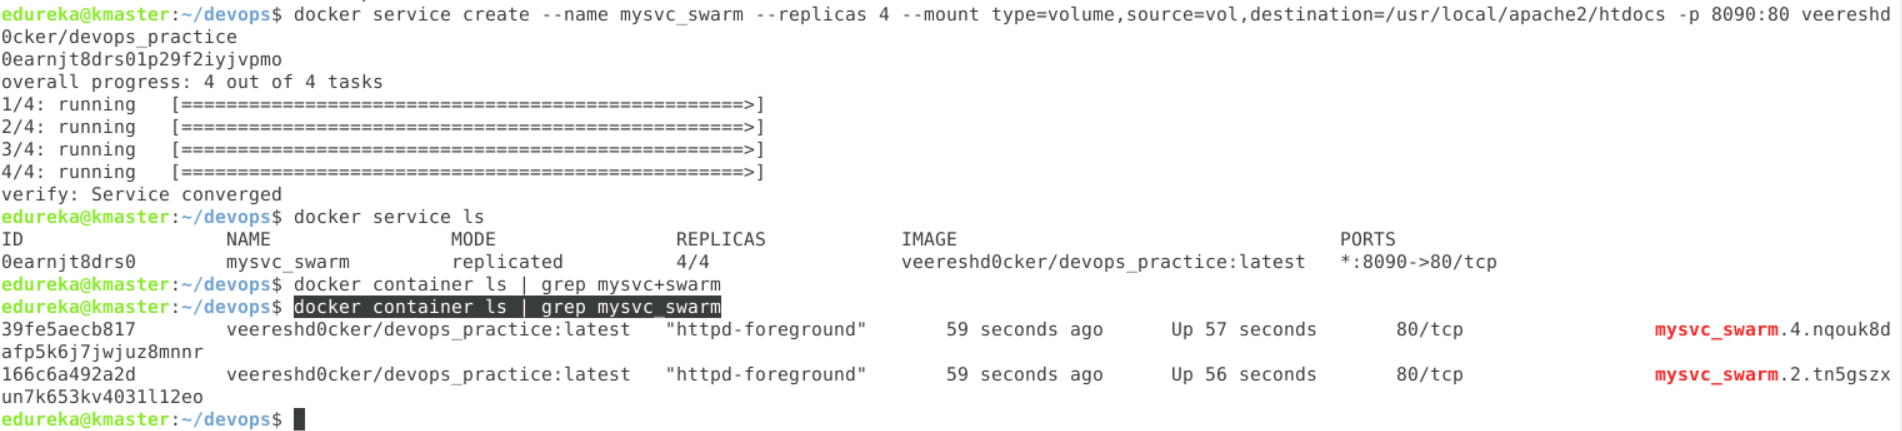 edureka@kmaster:~/devops$ docker service create --name mysvc_swarm --replicas 4 --mount type=volume,source=vol,destination=/usr/local/apache2/htdocs -p 8090:80 veereshd
0cker/devops_practice
0earnjt8drs01p29f2iyjvpmo
overall progress: 4 out of 4 tasks
1/4: running   [==================================================>]
2/4: running   [==================================================>]
3/4: running   [==================================================>]
4/4: running   [==================================================>]
verify: Service converged
edureka@kmaster:~/devops$ docker service ls
ID                  NAME                MODE                REPLICAS            IMAGE                                  PORTS
0earnjt8drs0        mysvc_swarm         replicated          4/4                 veereshd0cker/devops_practice:latest   *:8090->80/tcp
edureka@kmaster:~/devops$ docker container ls | grep mysvc+swarm
edureka@kmaster:~/devops$ docker container ls | grep mysvc_swarm
39fe5aecb817        veereshd0cker/devops_practice:latest   "httpd-foreground"       59 seconds ago      Up 57 seconds       80/tcp                 mysvc_swarm.4.nqouk8d
afp5k6j7jwjuz8mnnr
166c6a492a2d        veereshd0cker/devops_practice:latest   "httpd-foreground"       59 seconds ago      Up 56 seconds       80/tcp                 mysvc_swarm.2.tn5gszx
un7k653kv4031l12eo
edureka@kmaster:~/devops$